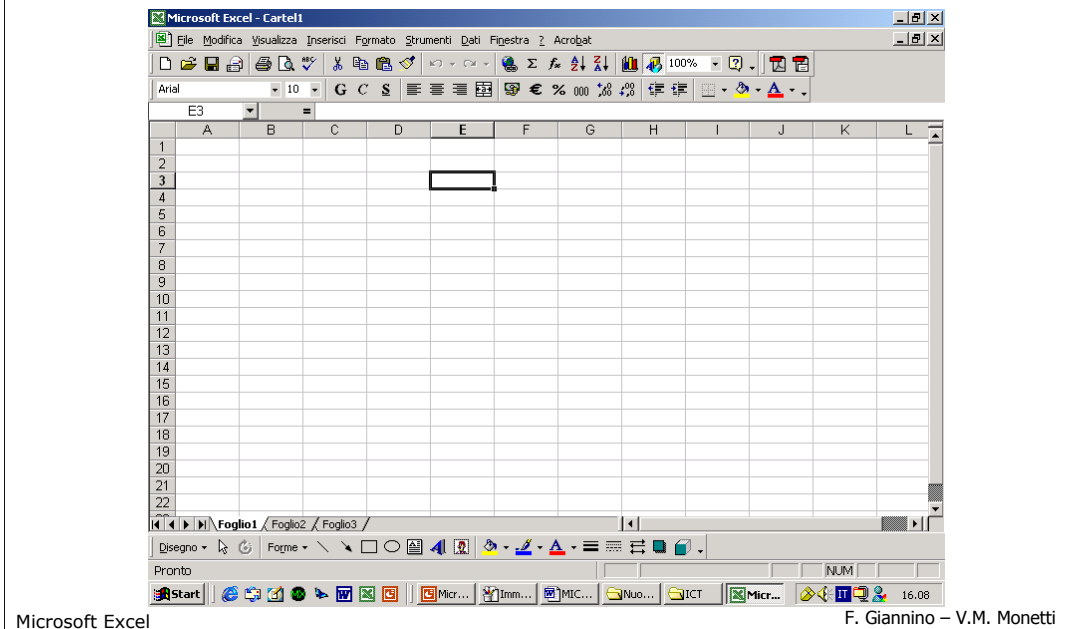 Microsoft Excel - Cartel1
File Modifica Visualizza Inserisci Formato Strumenti Dati Finestra ? Acrobat
100%
Arial 10 G C S € % 000
E3 =
A B C D E F G H I J K L
1
2
3
4
5
6
7
8
9
10
11
12
13
14
15
16
17
18
19
20
21
22
Foglio1 Foglio2 Foglio3
Disegno Forme
Pronto NUM
Start Micr... Imm... MIC... Nuo... ICT Micr... IT 16.08
Microsoft Excel
F. Giannino – V.M. Monetti